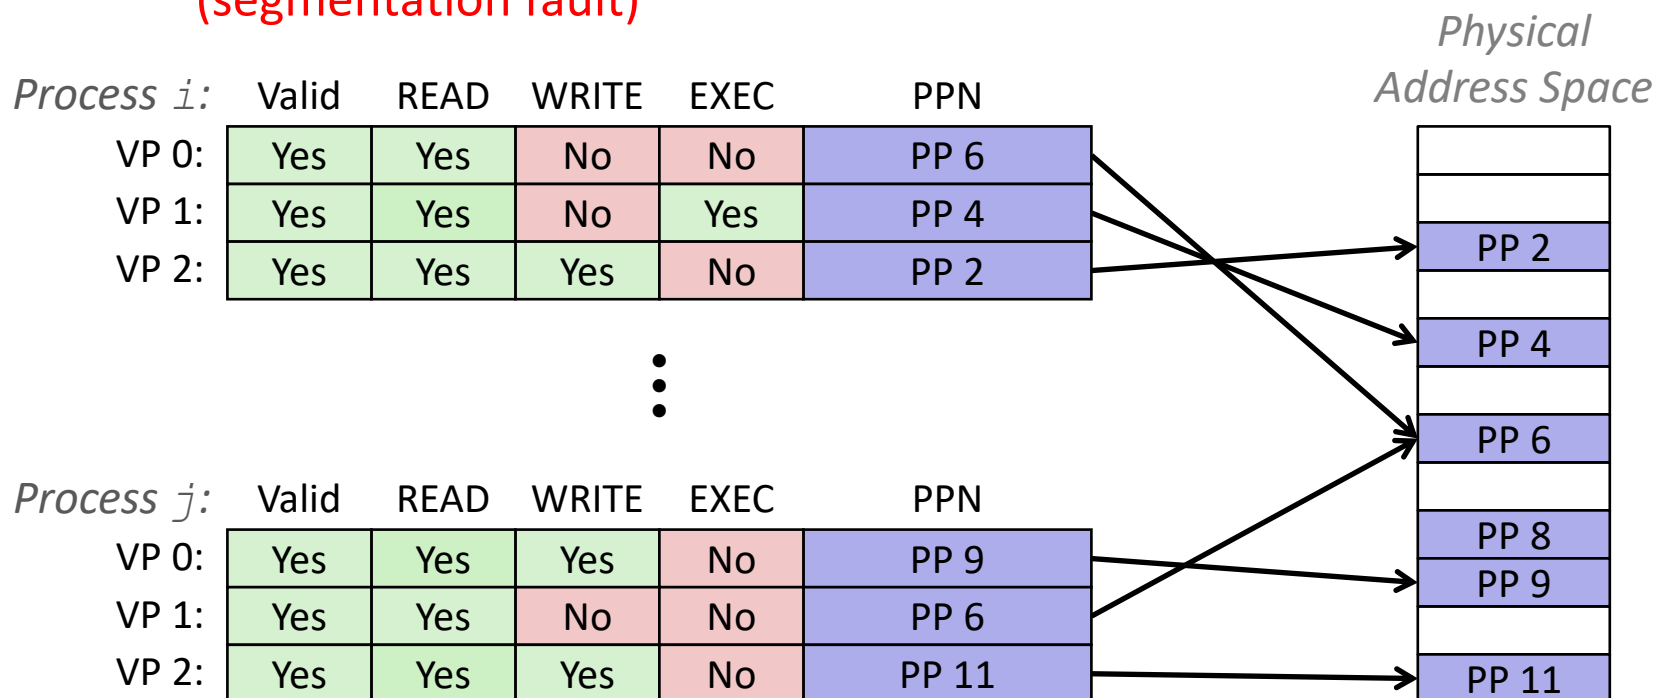 (segmentation fault)
Physical
Address Space
Process i: Valid READ WRITE EXEC PPN
VP 0: Yes Yes No No PP 6
VP 1: Yes Yes No Yes PP 4
VP 2: Yes Yes Yes No PP 2
PP 2
PP 4
PP 6
Process j: Valid READ WRITE EXEC PPN
VP 0: Yes Yes Yes No PP 9
VP 1: Yes Yes No No PP 6
VP 2: Yes Yes Yes No PP 11
PP 8
PP 9
PP 11